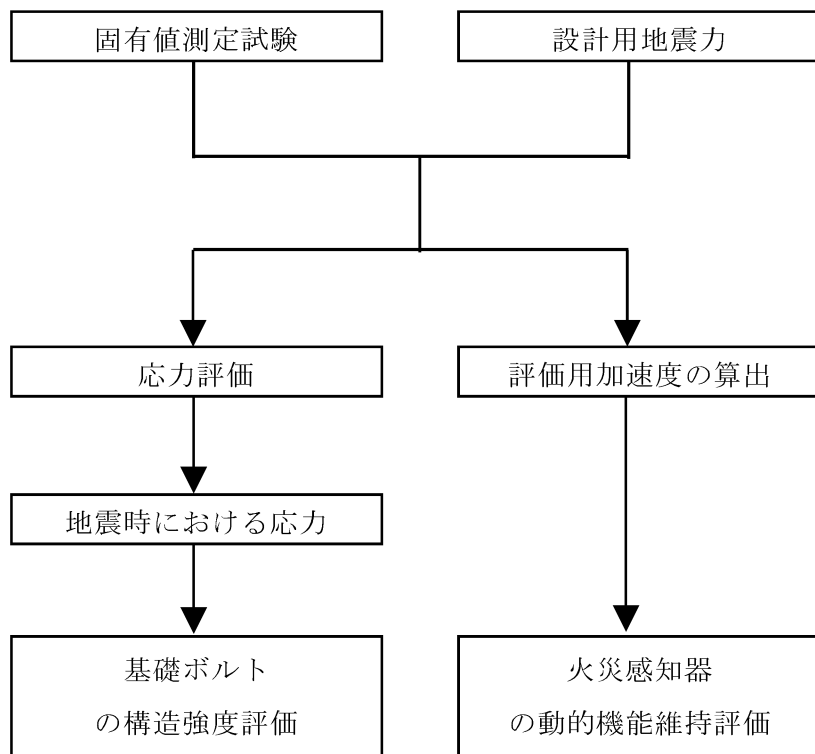 固有値測定試験
設計用地震力
応力評価
評価用加速度の算出
地震時における応力
基礎ボルト
の構造強度評価
火災感知器
の動的機能維持評価